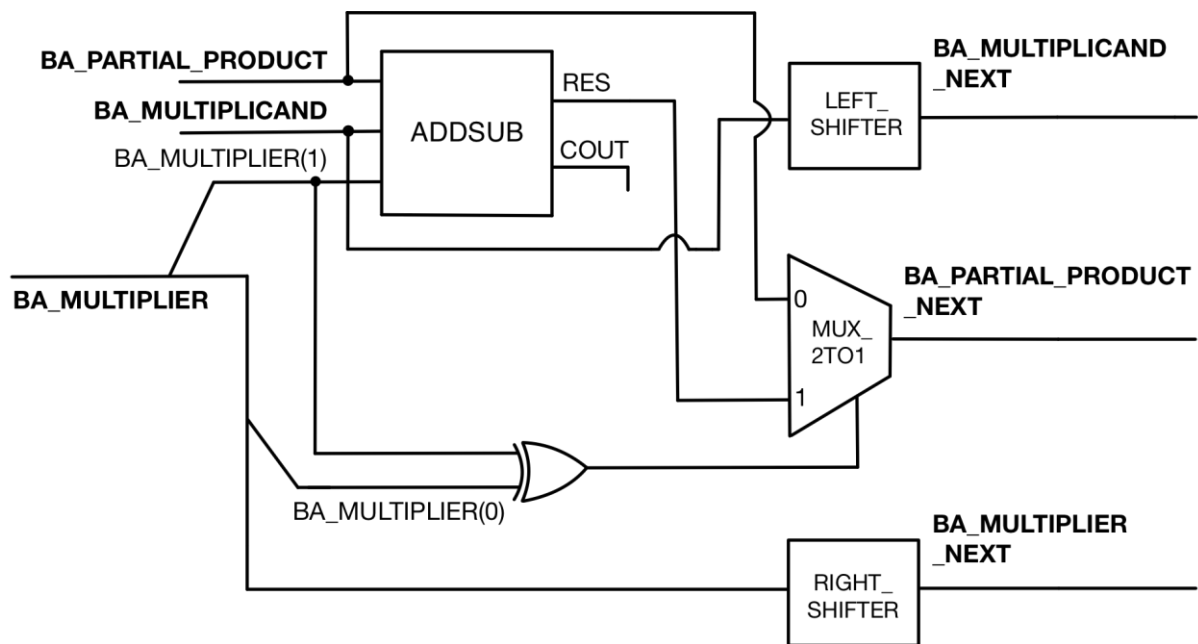 BA_PARTIAL_PRODUCT
BA_MULTIPLICAND
BA_MULTIPLIER(1)
ADDSUB
RES
COUT
LEFT_
SHIFTER
BA_MULTIPLICAND
_NEXT
BA_MULTIPLIER
0
MUX_
2TO1
1
BA_PARTIAL_PRODUCT
_NEXT
BA_MULTIPLIER(0)
RIGHT_
SHIFTER
BA_MULTIPLIER
_NEXT